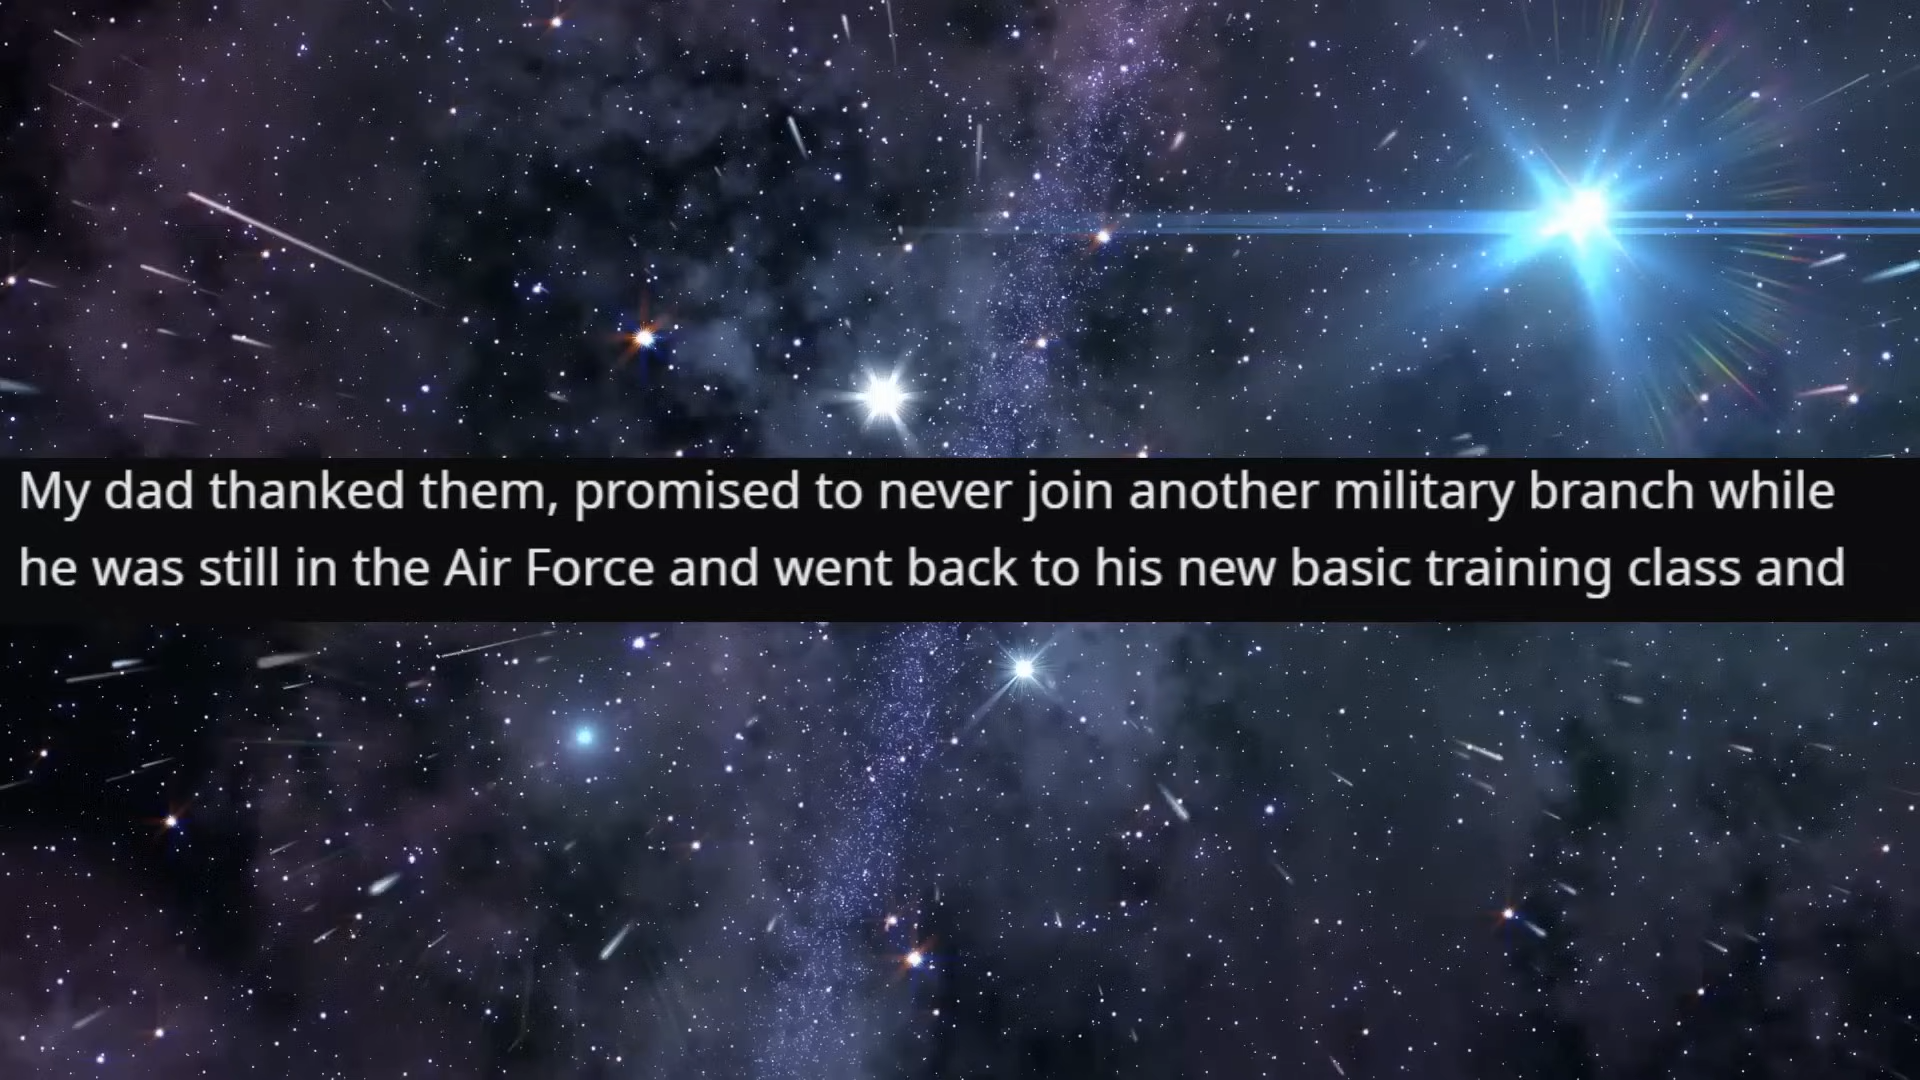 My dad thanked them, promised to never join another military branch while
he was still in the Air Force and went back to his new basic training class and